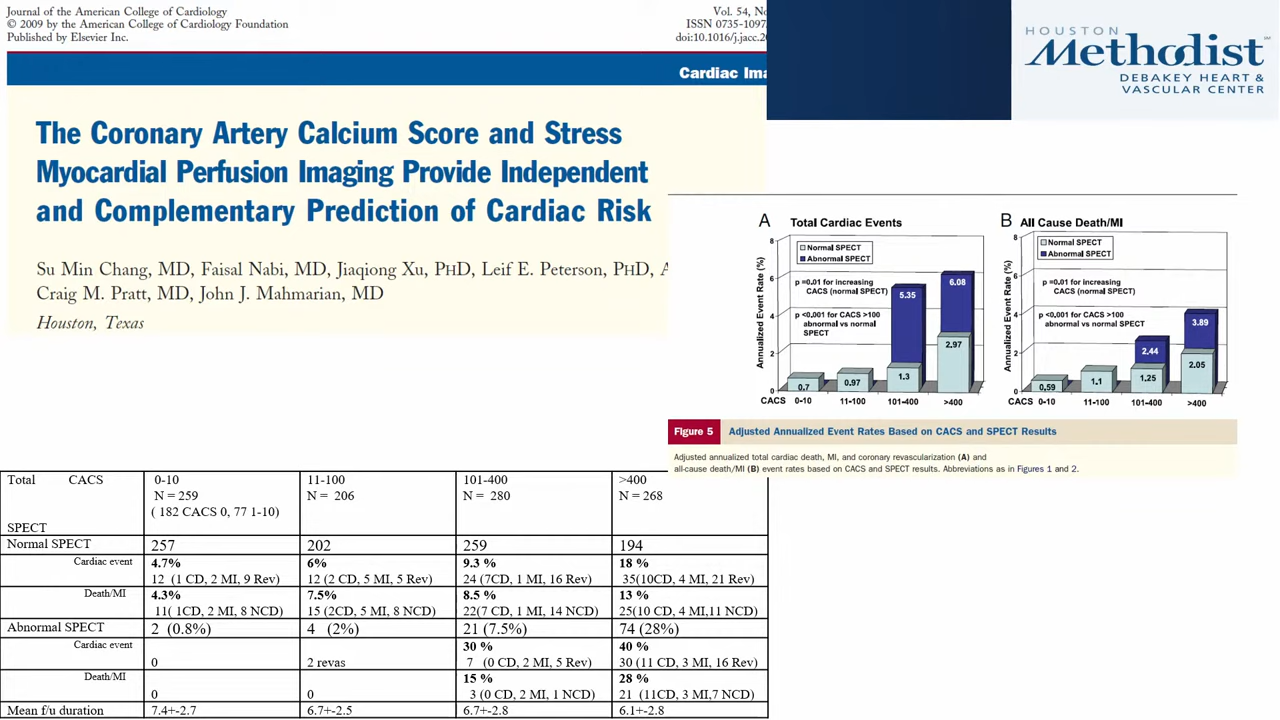 Journal of the American College of Cardiology
© 2009 by the American College of Cardiology Foundation
Published by Elsevier Inc.
Vol. 54, No
ISSN 0735-1097
doi:10.1016/j.jacc.2
HOUSTON
Methodist
DEBAKEY HEART &
VASCULAR CENTER
Cardiac Ima
The Coronary Artery Calcium Score and Stress
Myocardial Perfusion Imaging Provide Independent
and Complementary Prediction of Cardiac Risk
Su Min Chang, MD, Faisal Nabi, MD, Jiaqiong Xu, PHD, Leif E. Peterson, PHD, A
Craig M. Pratt, MD, John J. Mahmarian, MD
Houston, Texas
A Total Cardiac Events
Normal SPECT
Abnormal SPECT
p =0.01 for increasing
CACS (normal SPECT)
p <0.001 for CACS >100
abnormal vs normal
SPECT
Annualized Event Rate (%)
8
6
4
2
0
0.7
0.97
5.35
1.3
6.08
2.97
CACS 0-10 11-100 101-400 >400
B All Cause Death/MI
Normal SPECT
Abnormal SPECT
p =0.01 for increasing
CACS (normal SPECT)
p <0.001 for CACS >100
abnormal vs normal SPECT
Annualized Event Rate (%)
8
6
4
2
0
0.59
1.1
2.44
1.25
3.89
2.05
CACS 0-10 11-100 101-400 >400
Figure 5 Adjusted Annualized Event Rates Based on CACS and SPECT Results
Adjusted annualized total cardiac death, MI, and coronary revascularization (A) and
all-cause death/MI (B) event rates based on CACS and SPECT results. Abbreviations as in Figures 1 and 2.
Total CACS 0-10 11-100 101-400 >400
N = 259 N = 206 N = 280 N = 268
( 182 CACS 0, 77 1-10)
SPECT
Normal SPECT 257 202 259 194
Cardiac event 4.7% 6% 9.3 % 18 %
12 (1 CD, 2 MI, 9 Rev) 12 (2 CD, 5 MI, 5 Rev) 24 (7CD, 1 MI, 16 Rev) 35(10CD, 4 MI, 21 Rev)
Death/MI 4.3% 7.5% 8.5 % 13 %
11( 1CD, 2 MI, 8 NCD) 15 (2CD, 5 MI, 8 NCD) 22(7 CD, 1 MI, 14 NCD) 25(10 CD, 4 MI,11 NCD)
Abnormal SPECT 2 (0.8%) 4 (2%) 21 (7.5%) 74 (28%)
Cardiac event 30 % 40 %
0 2 revas 7 (0 CD, 2 MI, 5 Rev) 30 (11 CD, 3 MI, 16 Rev)
Death/MI 15 % 28 %
0 0 3 (0 CD, 2 MI, 1 NCD) 21 (11CD, 3 MI,7 NCD)
Mean f/u duration 7.4+-2.7 6.7+-2.5 6.7+-2.8 6.1+-2.8